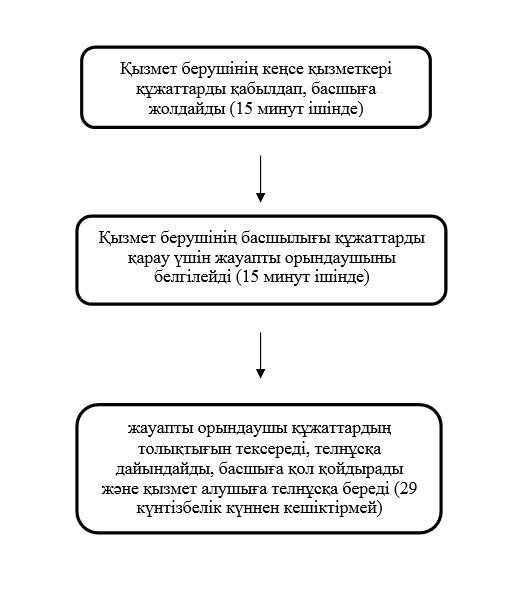 Қызмет берушінің кеңсе қызметкері
құжаттарды қабылдап, басшыға
жолдайды (15 минут ішінде)
Қызмет берушінің басшылығы құжаттарды
қарау үшін жауапты орындаушыны
белгілейді (15 минут ішінде)
жауапты орындаушы құжаттардың
толықтығын тексереді, телнұсқа
дайындайды, басшыға қол қойдырады
және қызмет алушыға телнұсқа береді (29
күнтізбелік күннен кешіктірмей)